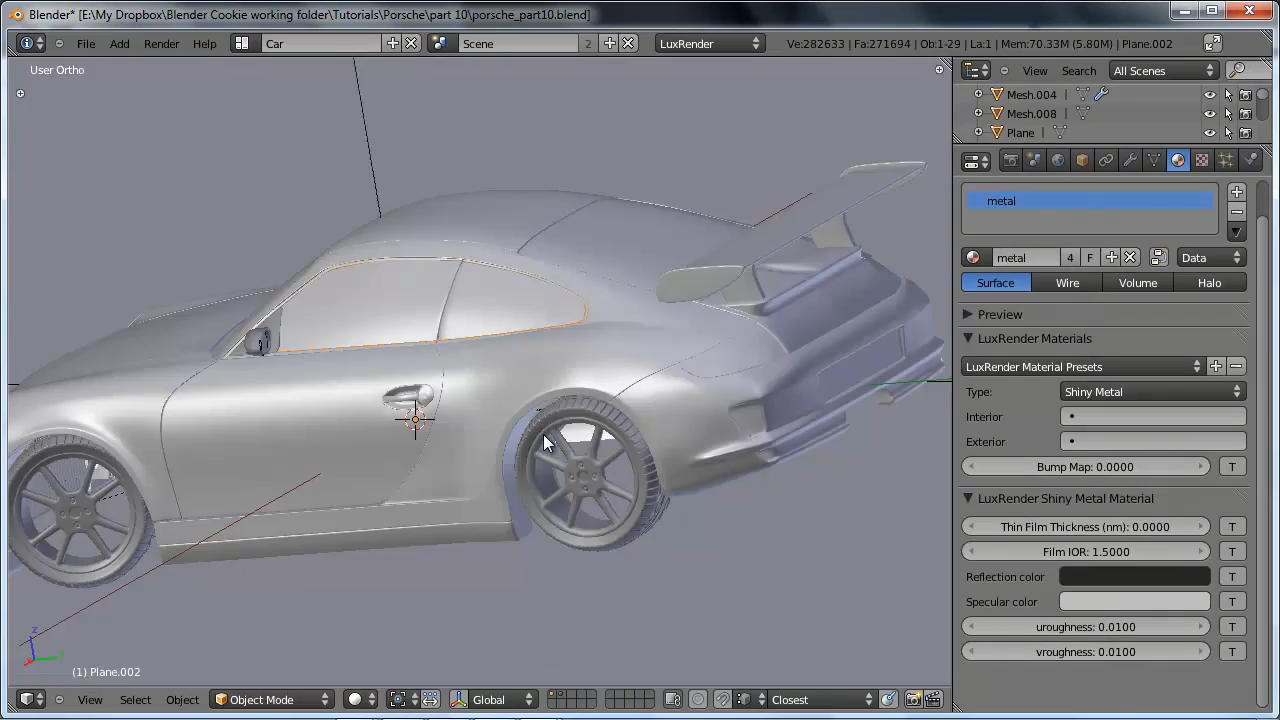 Blender* [E:\My Dropbox\Blender Cookie working folder\Tutorials\Porsche\part 10\porsche_part10.blend]
File Add Render Help Car Scene 2 LuxRender Ve:282633 | Fa:271694 | Ob:1-29 | La:1 | Mem:70.33M (5.80M) | Plane.002
User Ortho
View Search All Scenes
Mesh.004
Mesh.008
Plane
metal
metal 4 F Data
Surface Wire Volume Halo
Preview
LuxRender Materials
LuxRender Material Presets
Type: Shiny Metal
Interior
Exterior
Bump Map: 0.0000 T
LuxRender Shiny Metal Material
Thin Film Thickness (nm): 0.0000 T
Film IOR: 1.5000 T
Reflection color T
Specular color T
uroughness: 0.0100 T
vroughness: 0.0100 T
z
y
(1) Plane.002
View Select Object Object Mode Global Closest